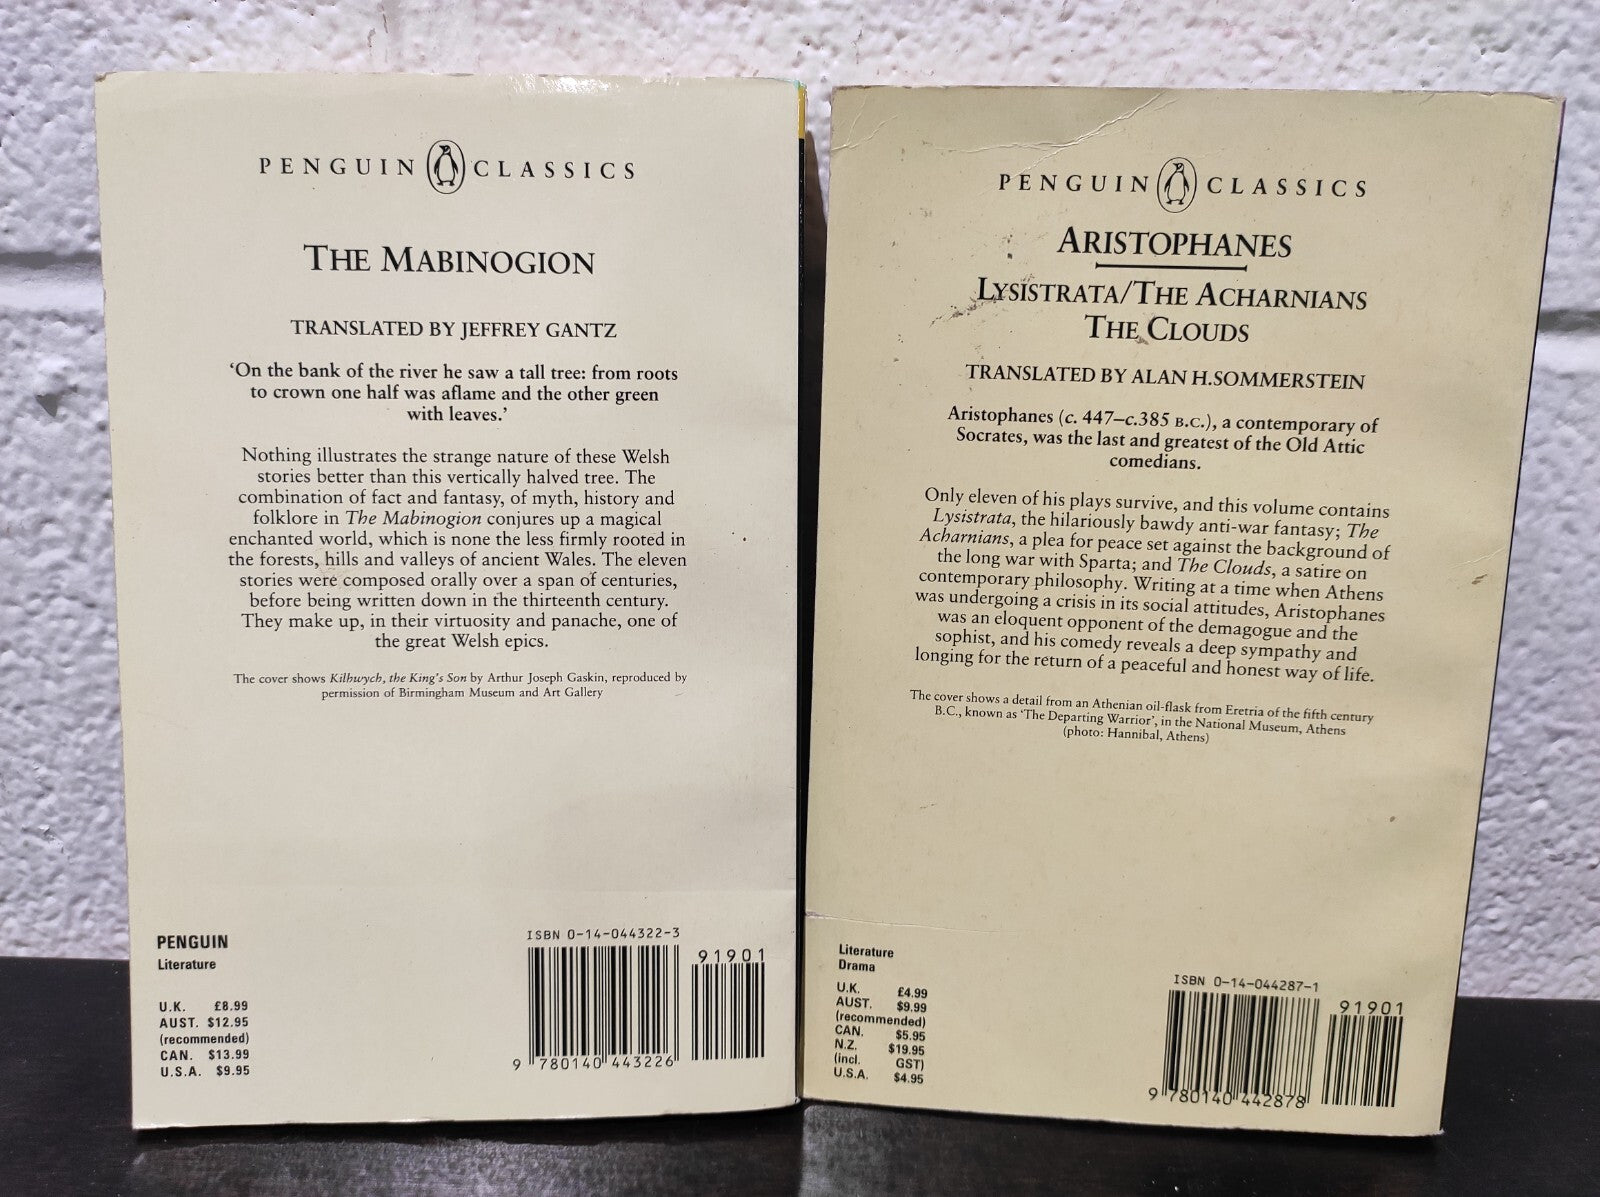 PENGUIN CLASSICS
THE MABINOGION
TRANSLATED BY JEFFREY GANTZ
‘On the bank of the river he saw a tall tree: from roots
to crown one half was aflame and the other green
with leaves.’
Nothing illustrates the strange nature of these Welsh
stories better than this vertically halved tree. The
combination of fact and fantasy, of myth, history and
folklore in The Mabinogion conjures up a magical
enchanted world, which is none the less firmly rooted in
the forests, hills and valleys of ancient Wales. The eleven
stories were composed orally over a span of centuries,
before being written down in the thirteenth century.
They make up, in their virtuosity and panache, one of
the great Welsh epics.
The cover shows Kilhwych, the King's Son by Arthur Joseph Gaskin, reproduced by
permission of Birmingham Museum and Art Gallery
PENGUIN
Literature
U.K. £8.99
AUST. $12.95
(recommended)
CAN. $13.99
U.S.A. $9.95
ISBN 0-14-044322-3
91901
9 780140 443226
PENGUIN CLASSICS
ARISTOPHANES
LYSISTRATA/THE ACHARNIANS
THE CLOUDS
TRANSLATED BY ALAN H.SOMMERSTEIN
Aristophanes (c. 447–c.385 B.C.), a contemporary of
Socrates, was the last and greatest of the Old Attic
comedians.
Only eleven of his plays survive, and this volume contains
Lysistrata, the hilariously bawdy anti-war fantasy; The
Acharnians, a plea for peace set against the background of
the long war with Sparta; and The Clouds, a satire on
contemporary philosophy. Writing at a time when Athens
was undergoing a crisis in its social attitudes, Aristophanes
was an eloquent opponent of the demagogue and the
sophist, and his comedy reveals a deep sympathy and
longing for the return of a peaceful and honest way of life.
The cover shows a detail from an Athenian oil-flask from Eretria of the fifth century
B.C., known as ‘The Departing Warrior’, in the National Museum, Athens
(photo: Hannibal, Athens)
Literature
Drama
U.K. £4.99
AUST. $9.99
(recommended)
CAN. $5.95
N.Z. $19.95
(incl. GST)
U.S.A. $4.95
ISBN 0-14-044287-1
91901
9 780140 442878